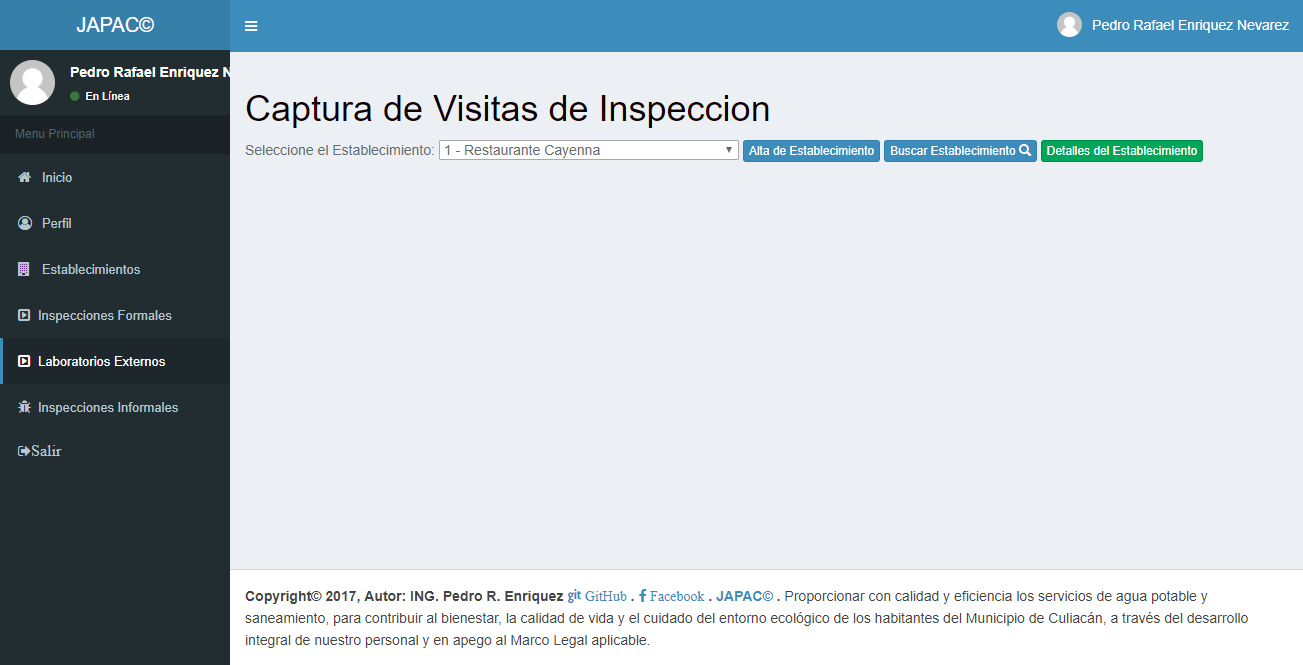 JAPAC©
Pedro Rafael Enriquez Nevarez
Pedro Rafael Enriquez N
En Línea
Menu Principal
Inicio
Perfil
Establecimientos
Inspecciones Formales
Laboratorios Externos
Inspecciones Informales
Salir
Captura de Visitas de Inspeccion
Seleccione el Establecimiento: 1 - Restaurante Cayenna Alta de Establecimiento Buscar Establecimiento Detalles del Establecimiento
Copyright© 2017, Autor: ING. Pedro R. Enriquez git GitHub . f Facebook . JAPAC© . Proporcionar con calidad y eficiencia los servicios de agua potable y
saneamiento, para contribuir al bienestar, la calidad de vida y el cuidado del entorno ecológico de los habitantes del Municipio de Culiacán, a través del desarrollo
integral de nuestro personal y en apego al Marco Legal aplicable.